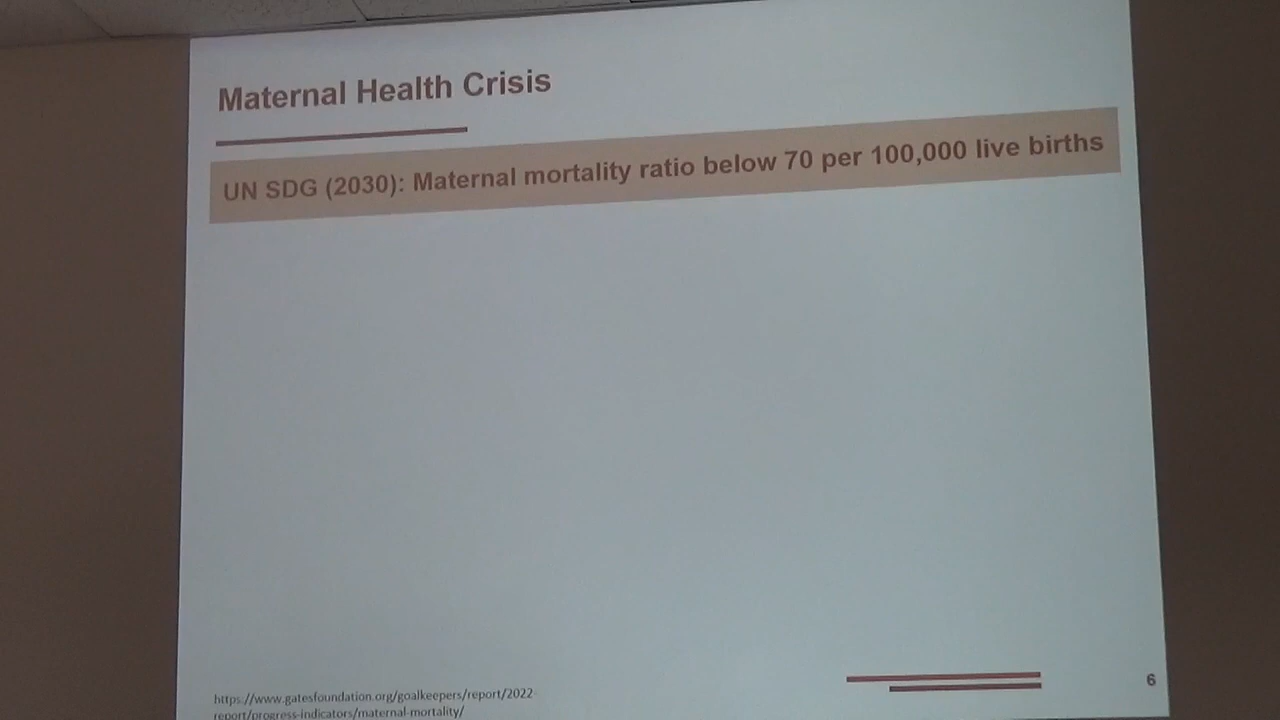 Maternal Health Crisis
UN SDG (2030): Maternal mortality ratio below 70 per 100,000 live births
https://www.gatesfoundation.org/goalkeepers/report/2022
report/progress-indicators/maternal-mortality/
6